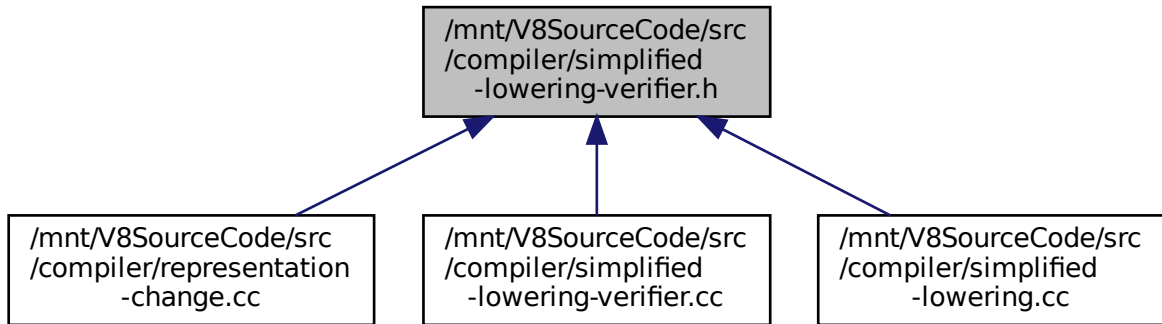 /mnt/V8SourceCode/src
/compiler/simplified
-lowering-verifier.h
/mnt/V8SourceCode/src
/compiler/representation
-change.cc
/mnt/V8SourceCode/src
/compiler/simplified
-lowering-verifier.cc
/mnt/V8SourceCode/src
/compiler/simplified
-lowering.cc